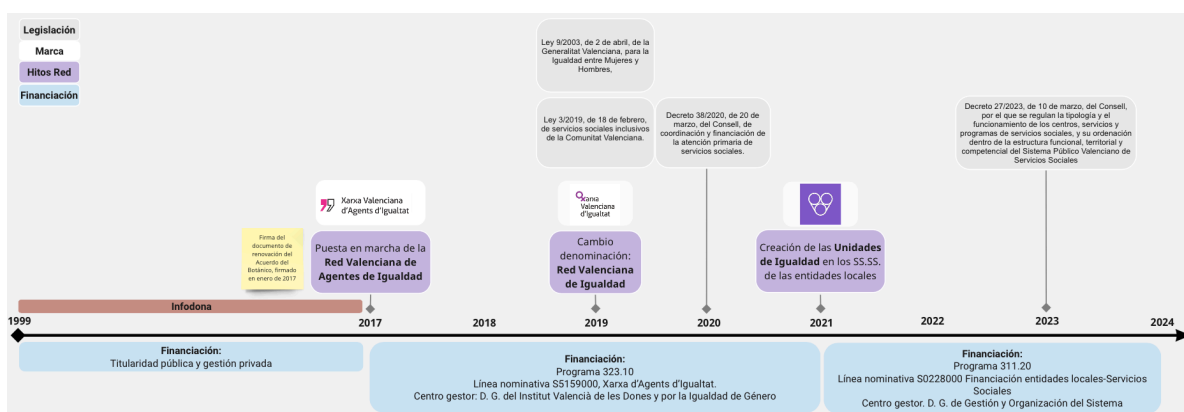 Legislación
Marca
Hitos Red
Financiación
Ley 9/2003, de 2 de abril, de la
Generalitat Valenciana, para la
Igualdad entre Mujeres y
Hombres,
Ley 3/2019, de 18 de febrero,
de servicios sociales inclusivos
de la Comunitat Valenciana.
Decreto 38/2020, de 20 de
marzo, del Consell, de
coordinación y financiación de
la atención primaria de
servicios sociales.
Decreto 27/2023, de 10 de marzo, del Consell,
por el que se regulan la tipología y el
funcionamiento de los centros, servicios y
programas de servicios sociales, y su ordenación
dentro de la estructura funcional, territorial y
competencial del Sistema Público Valenciano de
Servicios Sociales
Xarxa Valenciana
d'Agents d'Igualtat
Xarxa
Valenciana
d'Igualtat
Firma del
documento de
renovación del
Acuerdo del
Botánico, firmado
en enero de 2017
Puesta en marcha de la
Red Valenciana de
Agentes de Igualdad
Cambio
denominación:
Red Valenciana
de Igualdad
Creación de las Unidades
de Igualdad en los SS.SS.
de las entidades locales
Infodona
1999
2017
2018
2019
2020
2021
2022
2023
2024
Financiación:
Titularidad pública y gestión privada
Financiación:
Programa 323.10
Línea nominativa S5159000, Xarxa d'Agents d'Igualtat.
Centro gestor: D. G. del Institut Valencià de les Dones y por la Igualdad de Género
Financiación:
Programa 311.20
Línea nominativa S0228000 Financiación entidades locales-Servicios
Sociales
Centro gestor. D. G. de Gestión y Organización del Sistema